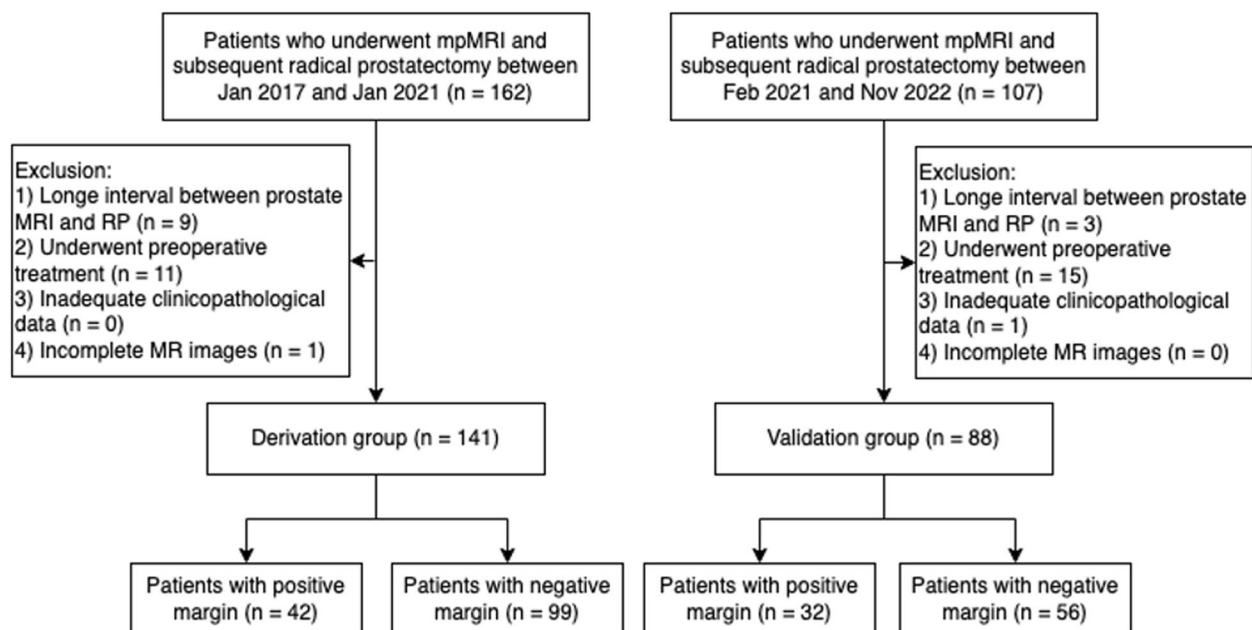 Patients who underwent mpMRI and
subsequent radical prostatectomy between
Jan 2017 and Jan 2021 (n = 162)
Patients who underwent mpMRI and
subsequent radical prostatectomy between
Feb 2021 and Nov 2022 (n = 107)
Exclusion:
1) Longe interval between prostate
MRI and RP (n = 9)
2) Underwent preoperative
treatment (n = 11)
3) Inadequate clinicopathological
data (n = 0)
4) Incomplete MR images (n = 1)
Exclusion:
1) Longe interval between prostate
MRI and RP (n = 3)
2) Underwent preoperative
treatment (n = 15)
3) Inadequate clinicopathological
data (n = 1)
4) Incomplete MR images (n = 0)
Derivation group (n = 141)
Validation group (n = 88)
Patients with positive
margin (n = 42)
Patients with negative
margin (n = 99)
Patients with positive
margin (n = 32)
Patients with negative
margin (n = 56)